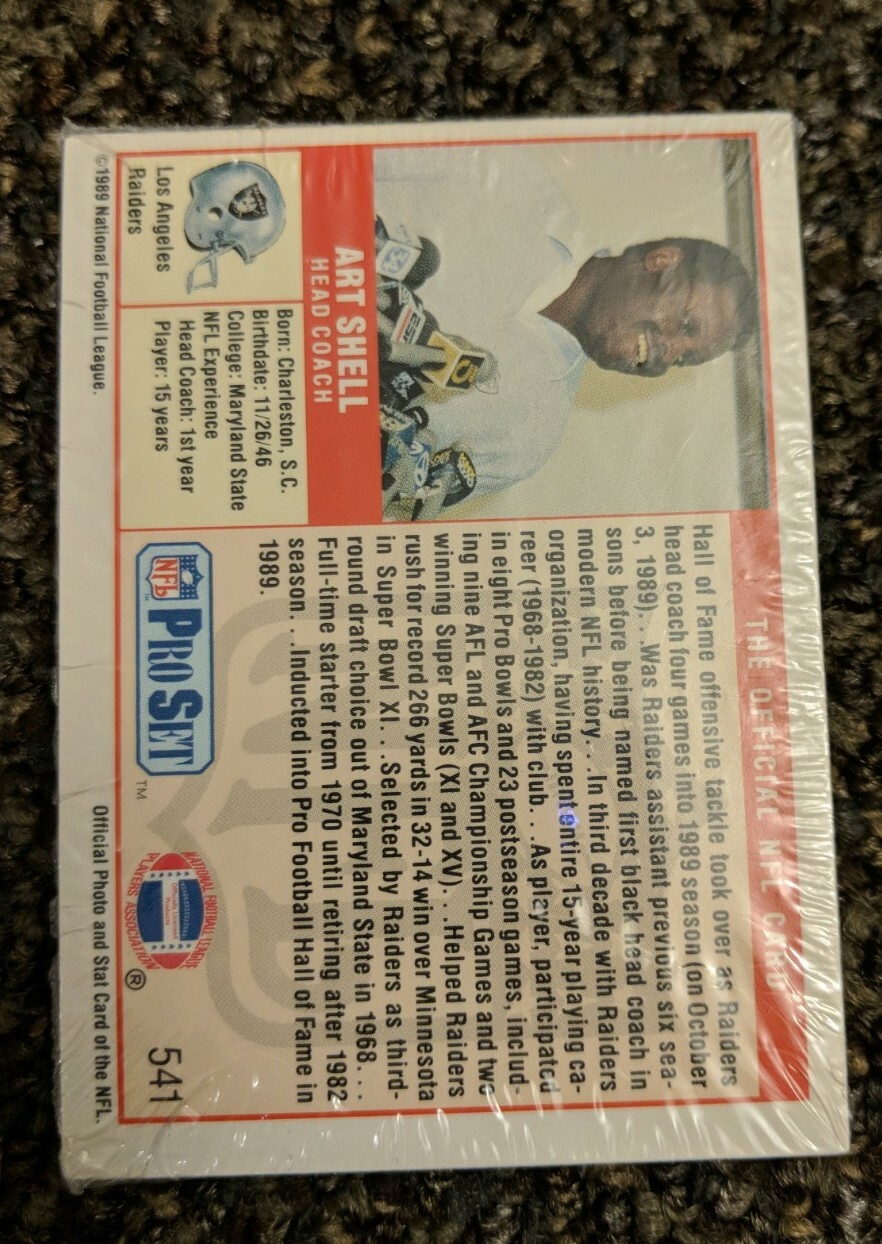 THE OFFICIAL NFL CARD
ART SHELL
HEAD COACH
Los Angeles
Raiders
Born: Charleston, S.C.
Birthdate: 11/26/46
College: Maryland State
NFL Experience
Head Coach: 1st year
Player: 15 years
Hall of Fame offensive tackle took over as Raiders
head coach four games into 1989 season (on October
3, 1989). . .Was Raiders assistant previous six sea-
sons before being named first black head coach in
modern NFL history. . .In third decade with Raiders
organization, having spent entire 15-year playing ca-
reer (1968-1982) with club. . .As player, participated
in eight Pro Bowls and 23 postseason games, includ-
ing nine AFL and AFC Championship Games and two
winning Super Bowls (XI and XV). . .Helped Raiders
rush for record 266 yards in 32-14 win over Minnesota
in Super Bowl XI. . .Selected by Raiders as third-
round draft choice out of Maryland State in 1968. . .
Full-time starter from 1970 until retiring after 1982
season. . .Inducted into Pro Football Hall of Fame in
1989.
NFL PRO SET TM
NATIONAL FOOTBALL LEAGUE
PLAYERS ASSOCIATION
®
541
©1989 National Football League.
Official Photo and Stat Card of the NFL.
5